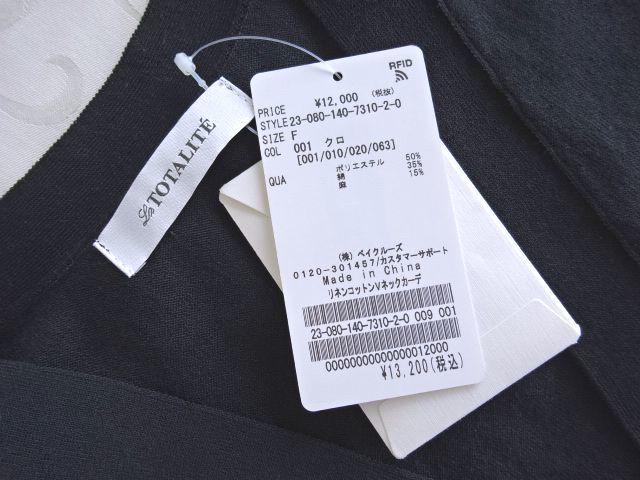 La TOTALITÉ
RFID
PRICE ¥12,000 (税抜)
STYLE 23-080-140-7310-2-0
SIZE F
COL 001 クロ
[001/010/020/063]
QUA ポリエステル 50%
綿 35%
麻 15%
(株) ベイクルーズ
0120-301457/カスタマーサポート
Made in China
リネンコットンVネックカーデ
23-080-140-7310-2-0 009 001
0000000000000012000
¥13,200(税込)